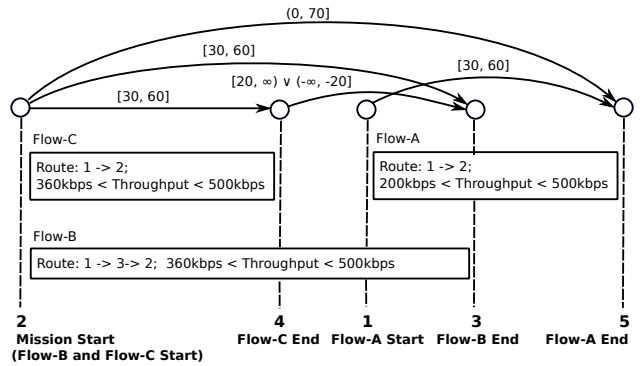 (0, 70]
[30, 60]
[20, ∞) ∨ (-∞, -20]
[30, 60]
[30, 60]
Flow-C
Route: 1 -> 2;
360kbps < Throughput < 500kbps
Flow-A
Route: 1 -> 2;
200kbps < Throughput < 500kbps
Flow-B
Route: 1 -> 3-> 2;  360kbps < Throughput < 500kbps
2
Mission Start
(Flow-B and Flow-C Start)
4
Flow-C End
1
Flow-A Start
3
Flow-B End
5
Flow-A End